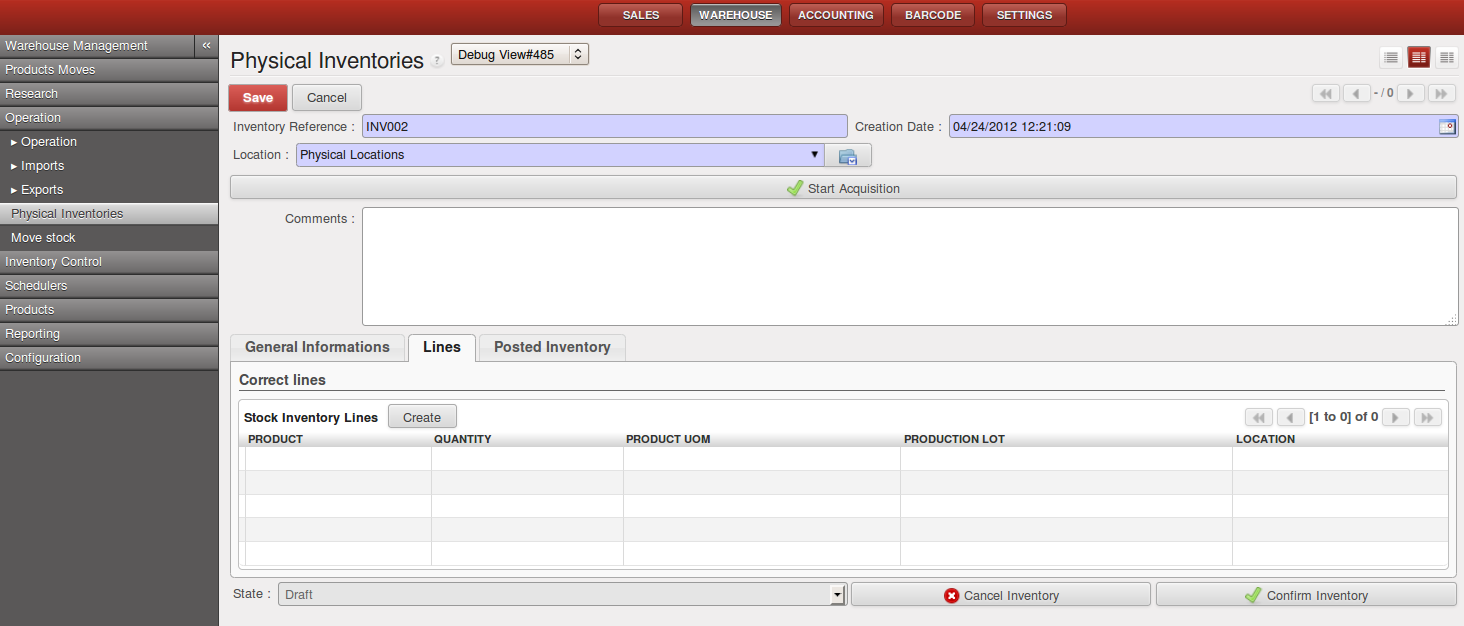 SALES WAREHOUSE ACCOUNTING BARCODE SETTINGS
Warehouse Management «
Products Moves
Research
Operation
▸ Operation
▸ Imports
▸ Exports
Physical Inventories
Move stock
Inventory Control
Schedulers
Products
Reporting
Configuration
Physical Inventories ? Debug View#485
Save Cancel - / 0
Inventory Reference : INV002 Creation Date : 04/24/2012 12:21:09
Location : Physical Locations
Start Acquisition
Comments :
General Informations Lines Posted Inventory
Correct lines
Stock Inventory Lines Create [1 to 0] of 0
PRODUCT QUANTITY PRODUCT UOM PRODUCTION LOT LOCATION
State : Draft Cancel Inventory Confirm Inventory